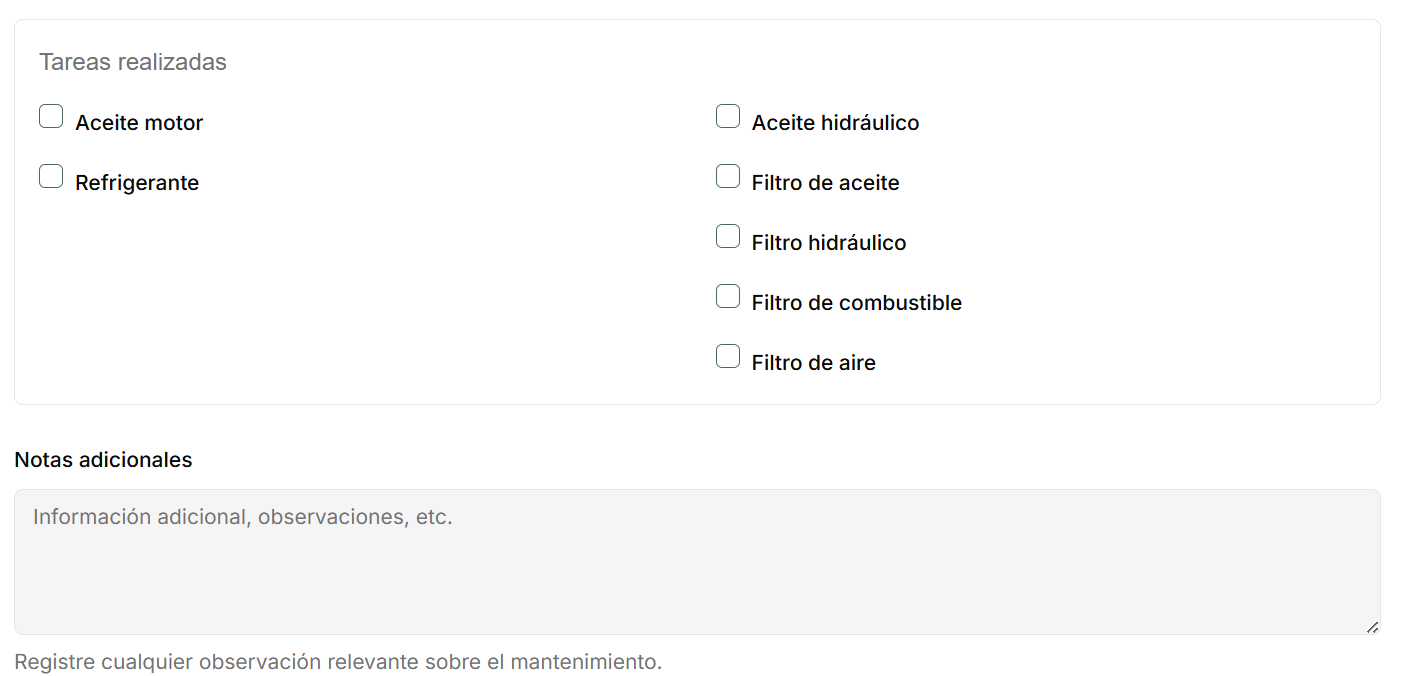 Tareas realizadas
Aceite motor
Refrigerante
Aceite hidráulico
Filtro de aceite
Filtro hidráulico
Filtro de combustible
Filtro de aire
Notas adicionales
Información adicional, observaciones, etc.
Registre cualquier observación relevante sobre el mantenimiento.